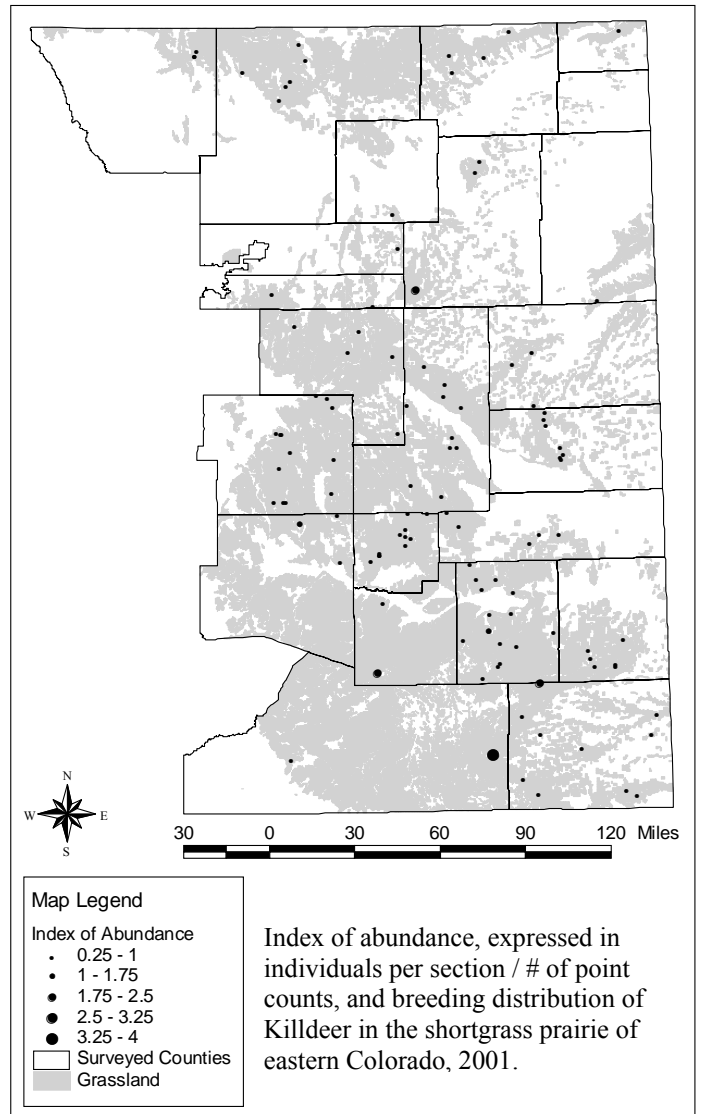 N
W
E
S
30 0 30 60 90 120 Miles
Map Legend
Index of Abundance
0.25 - 1
1 - 1.75
1.75 - 2.5
2.5 - 3.25
3.25 - 4
Surveyed Counties
Grassland
Index of abundance, expressed in
individuals per section / # of point
counts, and breeding distribution of
Killdeer in the shortgrass prairie of
eastern Colorado, 2001.